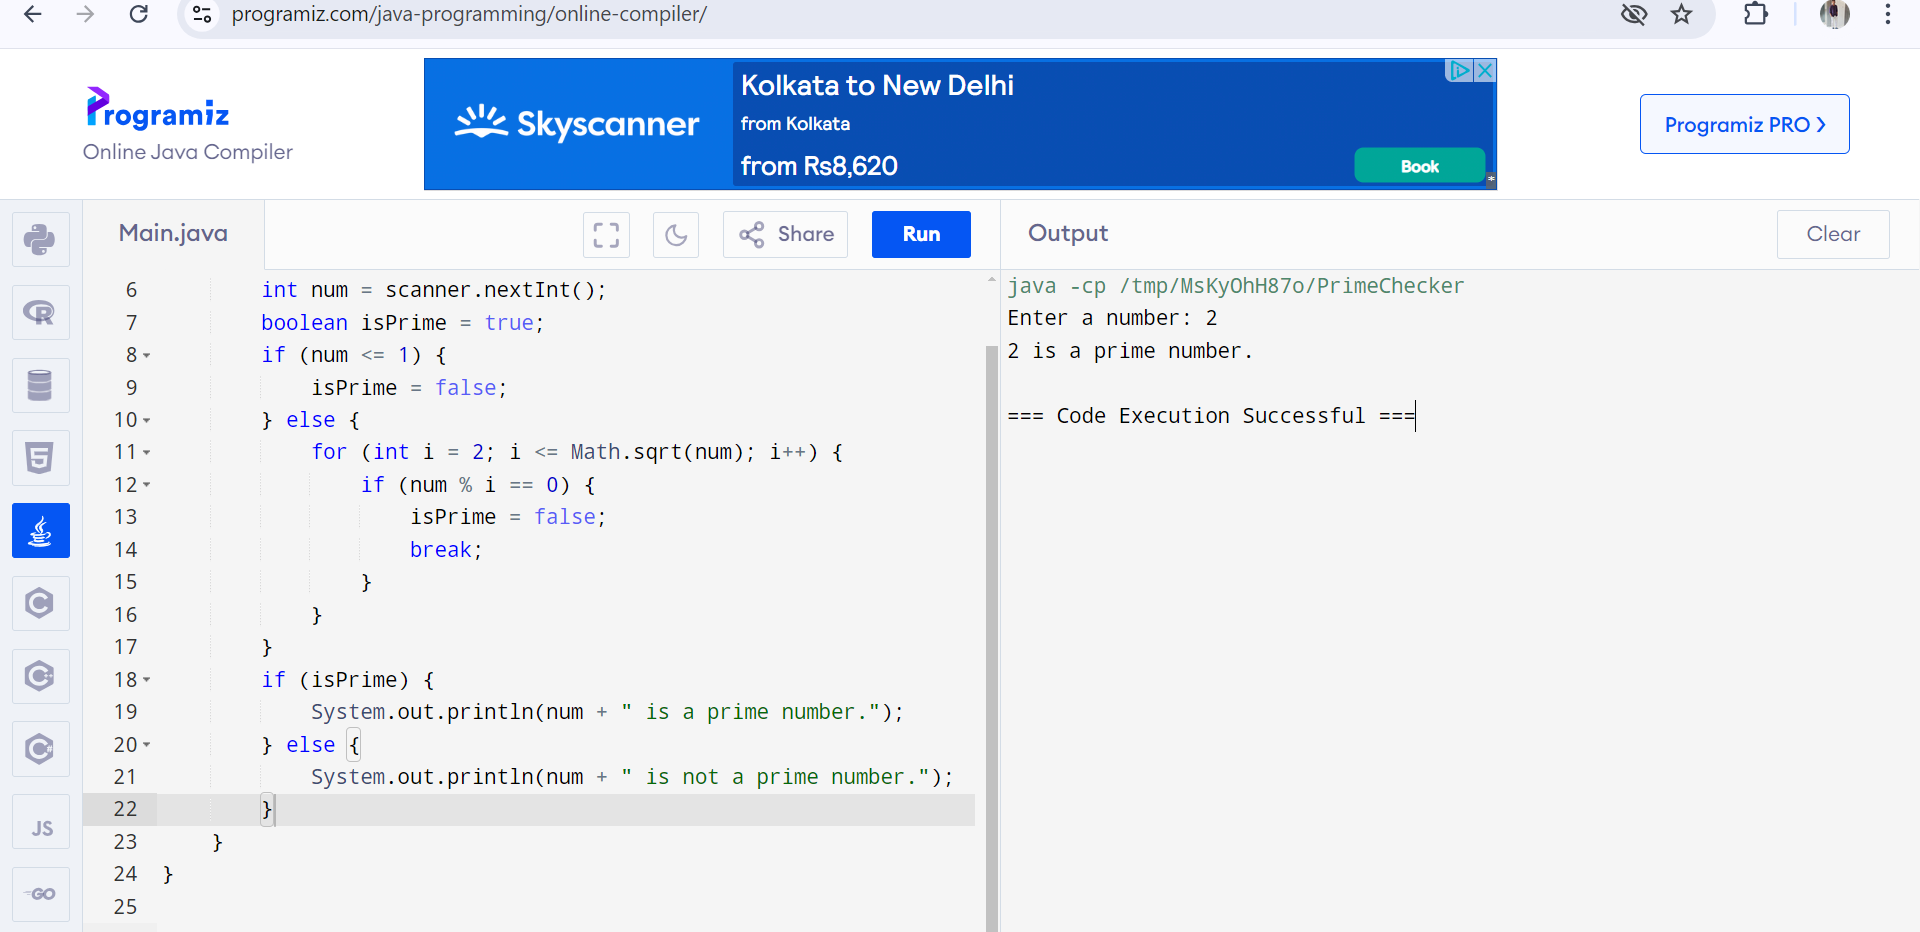 programiz.com/java-programming/online-compiler/
Programiz
Online Java Compiler
Skyscanner
Kolkata to New Delhi
from Kolkata
from Rs8,620
Book
*
Programiz PRO ›
Main.java
Share
Run
Output
Clear
6 int num = scanner.nextInt();
7 boolean isPrime = true;
8 if (num <= 1) {
9 isPrime = false;
10 } else {
11 for (int i = 2; i <= Math.sqrt(num); i++) {
12 if (num % i == 0) {
13 isPrime = false;
14 break;
15 }
16 }
17 }
18 if (isPrime) {
19 System.out.println(num + " is a prime number.");
20 } else {
21 System.out.println(num + " is not a prime number.");
22 }
23 }
24 }
25
java -cp /tmp/MsKyOhH87o/PrimeChecker
Enter a number: 2
2 is a prime number.
=== Code Execution Successful ===
R
5
C
C++
C#
JS
GO